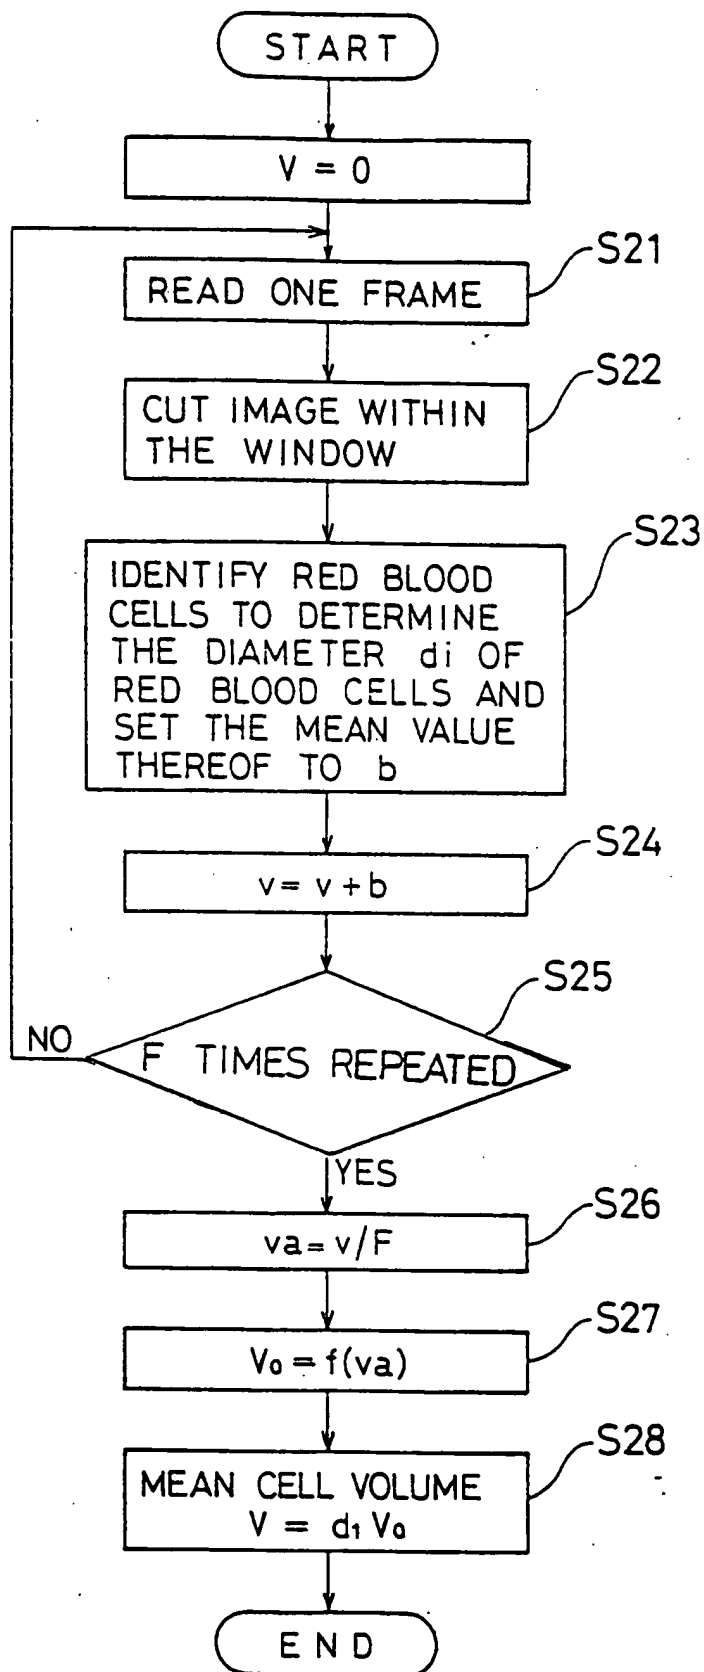 START
V = 0
S21
READ ONE FRAME
S22
CUT IMAGE WITHIN
THE WINDOW
S23
IDENTIFY RED BLOOD
CELLS TO DETERMINE
THE DIAMETER di OF
RED BLOOD CELLS AND
SET THE MEAN VALUE
THEREOF TO b
S24
v = v + b
S25
F TIMES REPEATED
NO
YES
S26
va = v/F
S27
Vo = f(va)
S28
MEAN CELL VOLUME
V = d₁ Vo
END